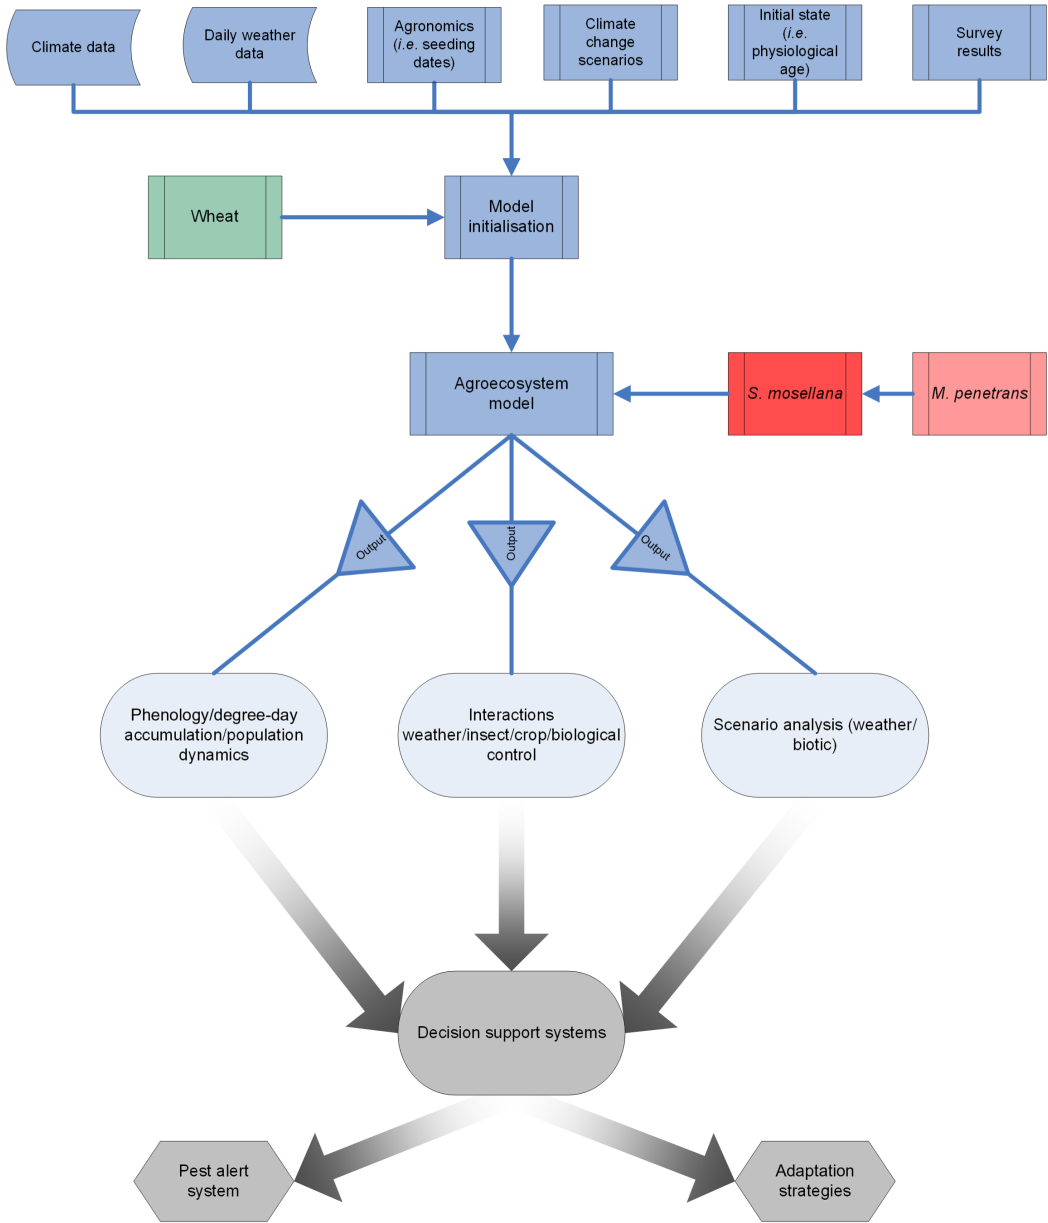 Climate data
Daily weather
data
Agronomics
(i.e. seeding
dates)
Climate
change
scenarios
Initial state
(i.e.
physiological
age)
Survey
results
Wheat
Model
initialisation
Agroecosystem
model
S. mosellana
M. penetrans
Output
Output
Output
Phenology/degree-day
accumulation/population
dynamics
Interactions
weather/insect/crop/biological
control
Scenario analysis (weather/
biotic)
Decision support systems
Pest alert
system
Adaptation
strategies